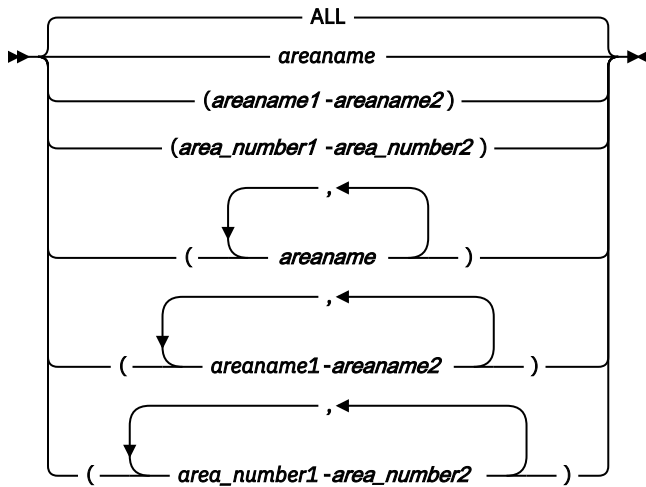 ALL
areaname
(areaname1-areaname2)
(area_number1-area_number2)
,
( areaname )
,
( areaname1-areaname2 )
,
( area_number1-area_number2 )